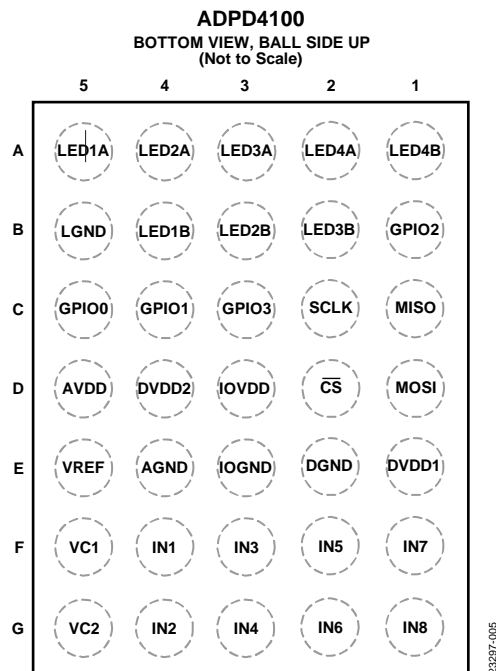 ADPD4100
BOTTOM VIEW, BALL SIDE UP
(Not to Scale)
5 4 3 2 1
A LED1A LED2A LED3A LED4A LED4B
B LGND LED1B LED2B LED3B GPIO2
C GPIO0 GPIO1 GPIO3 SCLK MISO
D AVDD DVDD2 IOVDD C̅S̅ MOSI
E VREF AGND IOGND DGND DVDD1
F VC1 IN1 IN3 IN5 IN7
G VC2 IN2 IN4 IN6 IN8